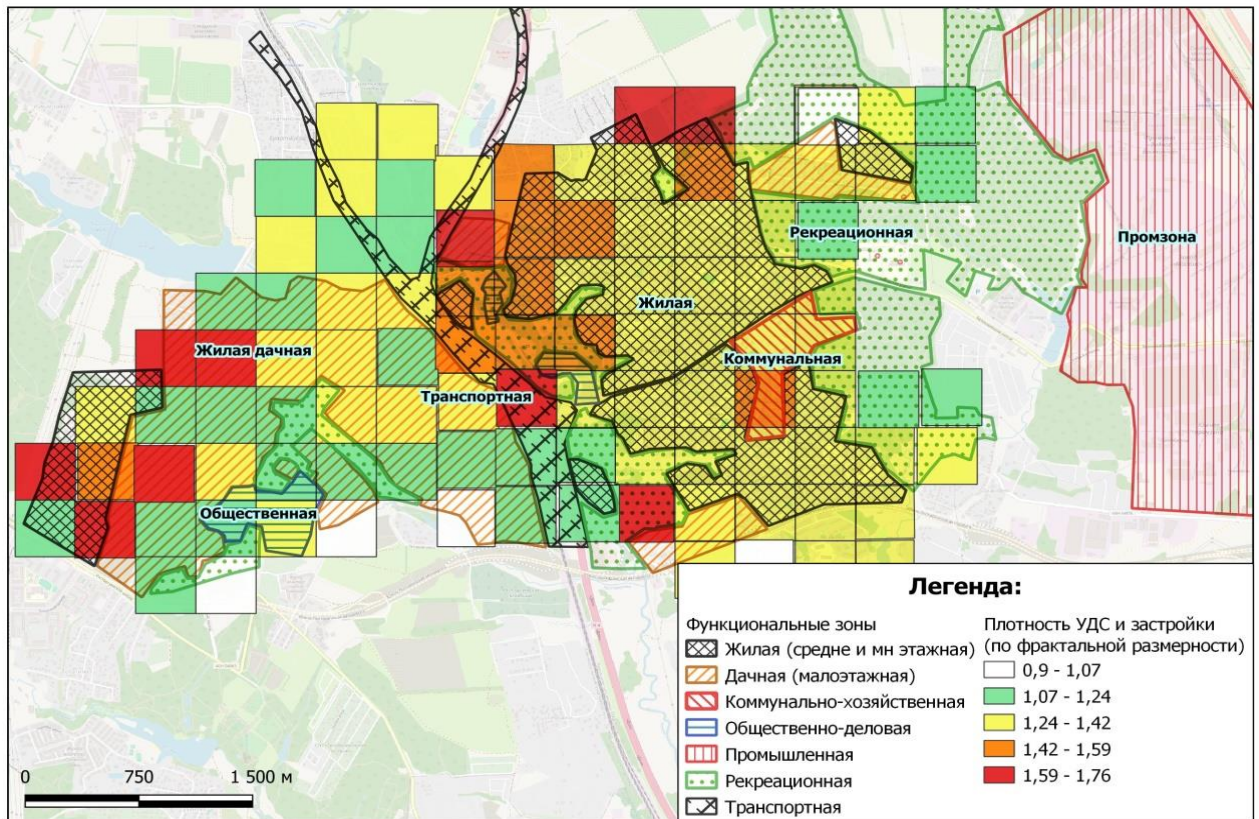 Рекреационная
Промзона
Жилая
Жилая дачная
Коммунальная
Транспортная
Общественная
Легенда:
Функциональные зоны
Жилая (средне и мн этажная)
Дачная (малоэтажная)
Коммунально-хозяйственная
Общественно-деловая
Промышленная
Рекреационная
Транспортная
Плотность УДС и застройки
(по фрактальной размерности)
0,9 - 1,07
1,07 - 1,24
1,24 - 1,42
1,42 - 1,59
1,59 - 1,76
0 750 1 500 м